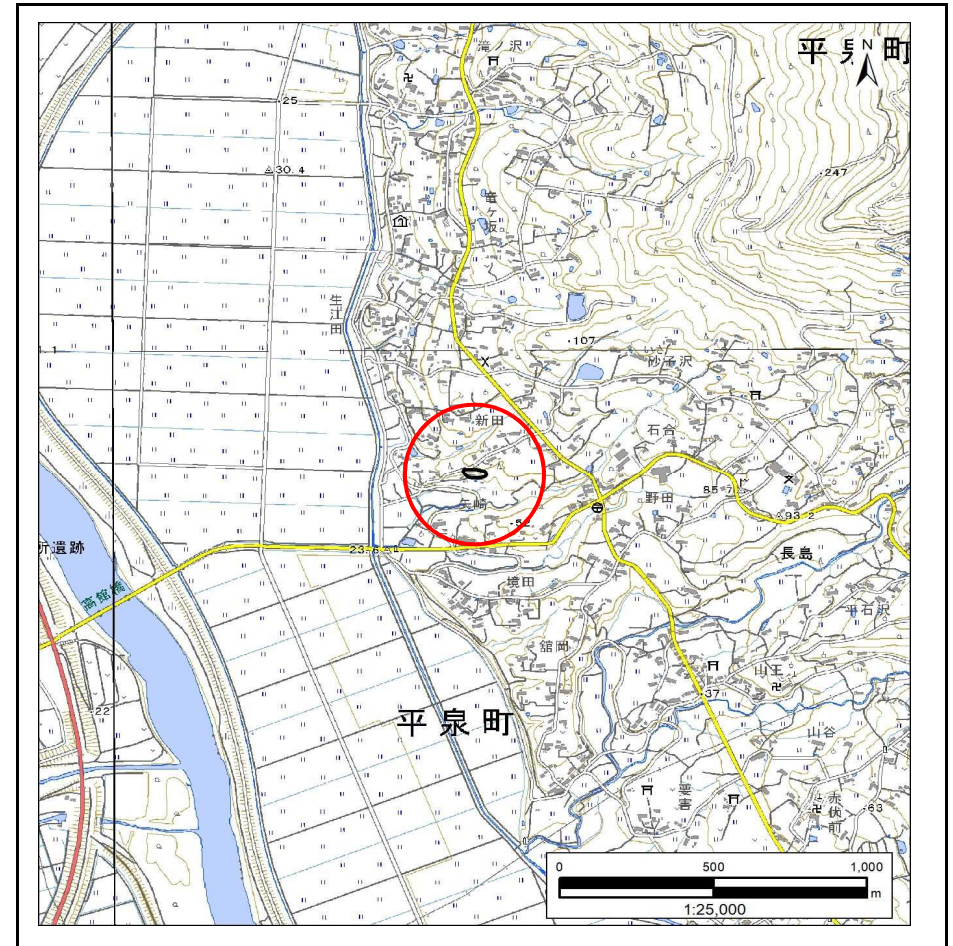 平泉町
N
滝ノ沢
25
30.4
竜ケ坂
247
生江田
107
砂子沢
新田
石合
矢崎
野田
85.7
93.2
長島
23.6
高館橋
境田
平石沢
舘岡
山王
37
22
平泉町
山谷
要害
赤伏前
63
0 500 1,000
m
1:25,000